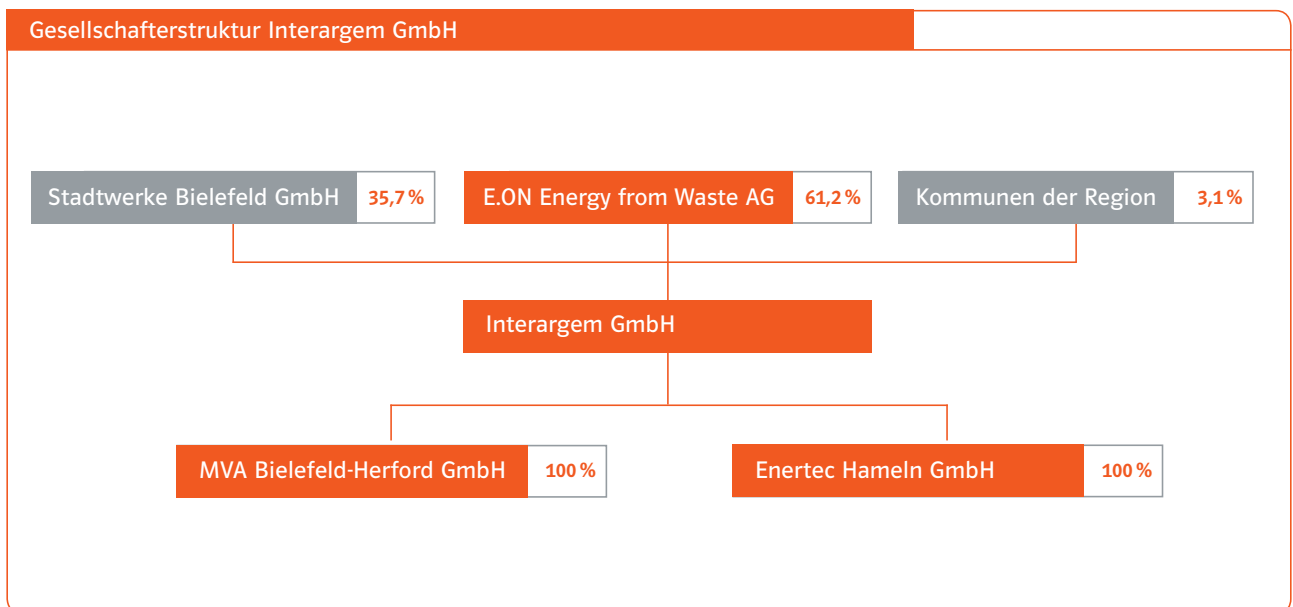 Gesellschafterstruktur Interargem GmbH
Stadtwerke Bielefeld GmbH 35,7 % E.ON Energy from Waste AG 61,2 % Kommunen der Region 3,1 %
Interargem GmbH
MVA Bielefeld-Herford GmbH 100 % Enertec Hameln GmbH 100 %